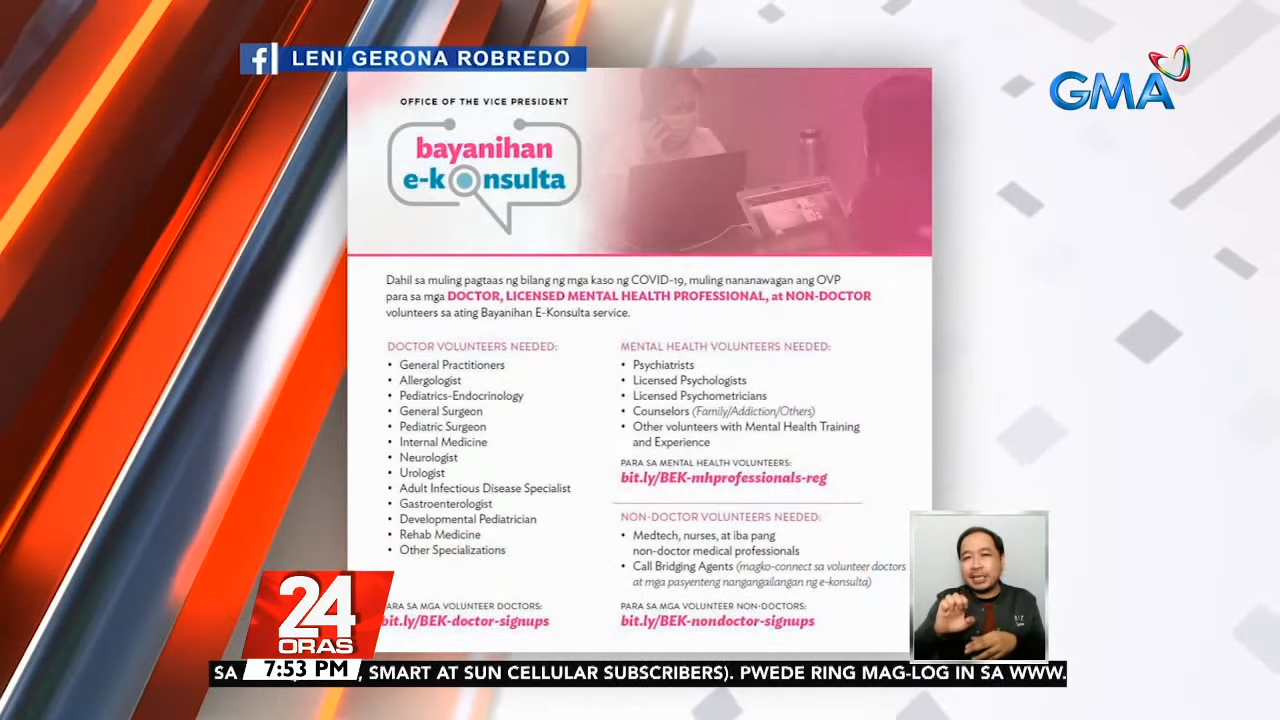 LENI GERONA ROBREDO
GMA
OFFICE OF THE VICE PRESIDENT
bayanihan
e-konsulta
Dahil sa muling pagtaas ng bilang ng mga kaso ng COVID-19, muling nananawagan ang OVP
para sa mga DOCTOR, LICENSED MENTAL HEALTH PROFESSIONAL, at NON-DOCTOR
volunteers sa ating Bayanihan E-Konsulta service.
DOCTOR VOLUNTEERS NEEDED:
• General Practitioners
• Allergologist
• Pediatrics-Endocrinology
• General Surgeon
• Pediatric Surgeon
• Internal Medicine
• Neurologist
• Urologist
• Adult Infectious Disease Specialist
• Gastroenterologist
• Developmental Pediatrician
• Rehab Medicine
• Other Specializations
ARA SA MGA VOLUNTEER DOCTORS:
bit.ly/BEK-doctor-signups
MENTAL HEALTH VOLUNTEERS NEEDED:
• Psychiatrists
• Licensed Psychologists
• Licensed Psychometricians
• Counselors (Family/Addiction/Others)
• Other volunteers with Mental Health Training
and Experience
PARA SA MENTAL HEALTH VOLUNTEERS:
bit.ly/BEK-mhprofessionals-reg
NON-DOCTOR VOLUNTEERS NEEDED:
• Medtech, nurses, at iba pang
non-doctor medical professionals
• Call Bridging Agents (magko-connect sa volunteer doctors
at mga pasyenteng nangangailangan ng e-konsulta)
PARA SA MGA VOLUNTEER NON-DOCTORS:
bit.ly/BEK-nondoctor-signups
24
ORAS
7:53 PM
SA , SMART AT SUN CELLULAR SUBSCRIBERS). PWEDE RING MAG-LOG IN SA WWW.